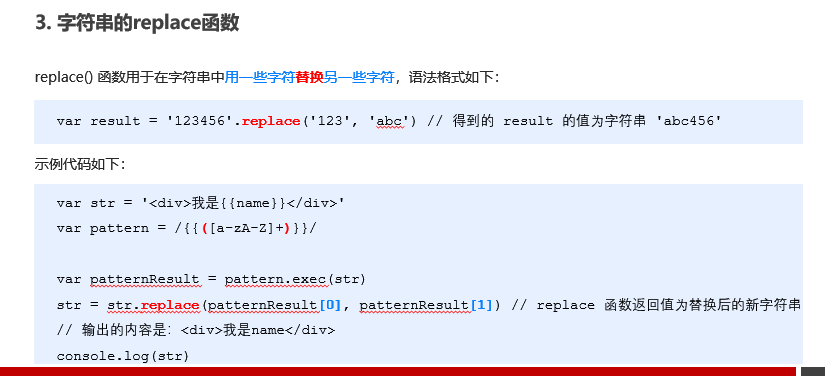 3. 字符串的replace函数
replace() 函数用于在字符串中用一些字符替换另一些字符，语法格式如下：
var result = '123456'.replace('123', 'abc') // 得到的 result 的值为字符串 'abc456'
示例代码如下：
var str = '<div>我是{{name}}</div>'
var pattern = /{{([a-zA-Z]+)}}/
var patternResult = pattern.exec(str)
str = str.replace(patternResult[0], patternResult[1]) // replace 函数返回值为替换后的新字符串
// 输出的内容是：<div>我是name</div>
console.log(str)